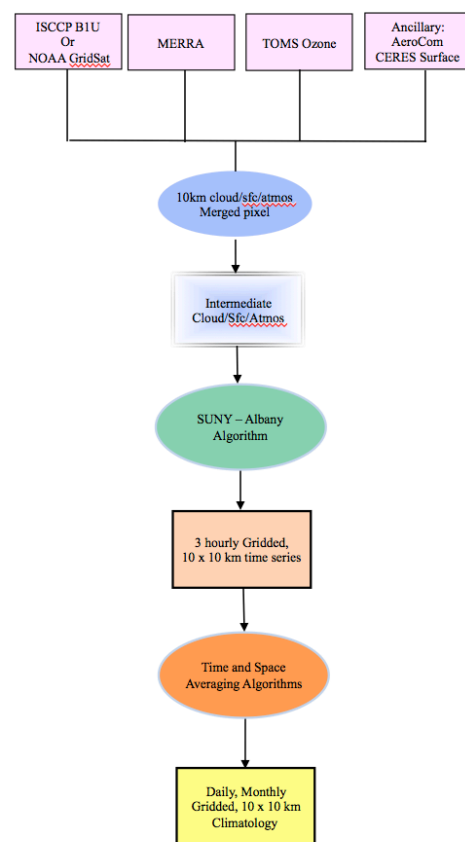 ISCCP B1U
Or
NOAA GridSat
MERRA
TOMS Ozone
Ancillary:
AeroCom
CERES Surface
10km cloud/sfc/atmos
Merged pixel
Intermediate
Cloud/Sfc/Atmos
SUNY – Albany
Algorithm
3 hourly Gridded,
10 x 10 km time series
Time and Space
Averaging Algorithms
Daily, Monthly
Gridded, 10 x 10 km
Climatology